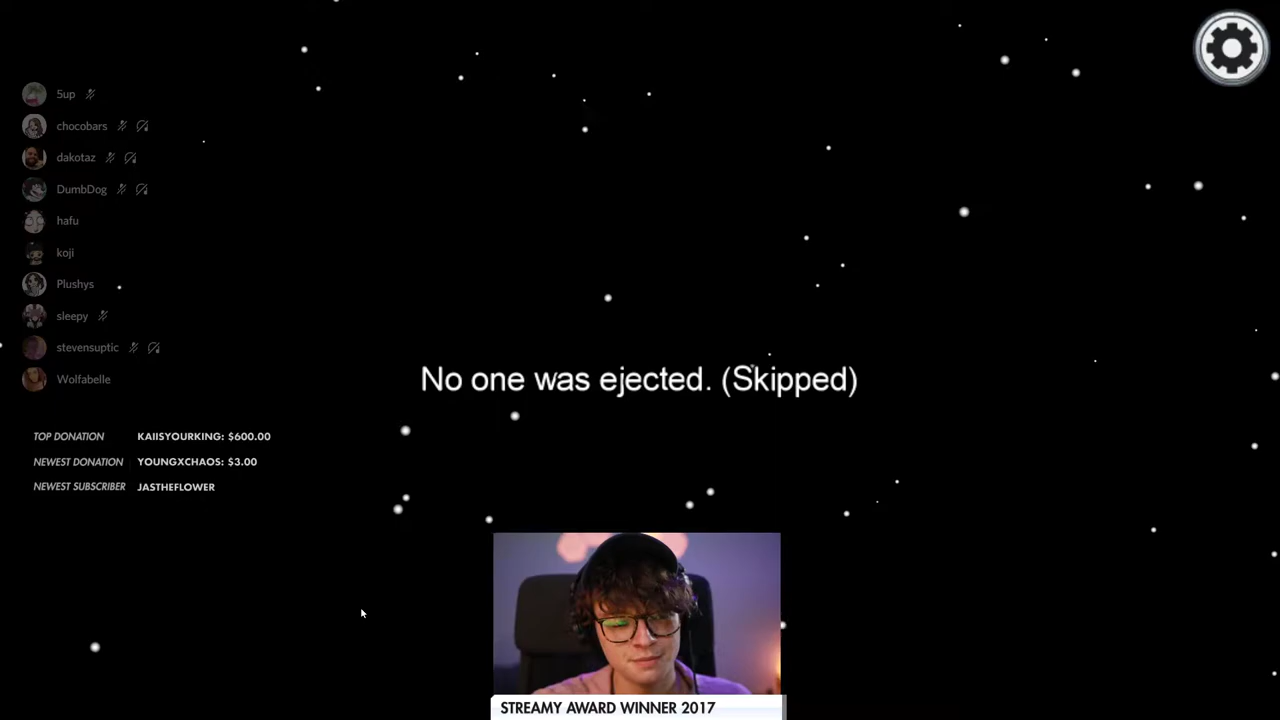 5up
chocobars
dakotaz
DumbDog
hafu
koji
Plushys
sleepy
stevensuptic
Wolfabelle
No one was ejected. (Skipped)
TOP DONATION KAIISYOURKING: $600.00
NEWEST DONATION YOUNGXCHAOS: $3.00
NEWEST SUBSCRIBER JASTHEFLOWER
STREAMY AWARD WINNER 2017